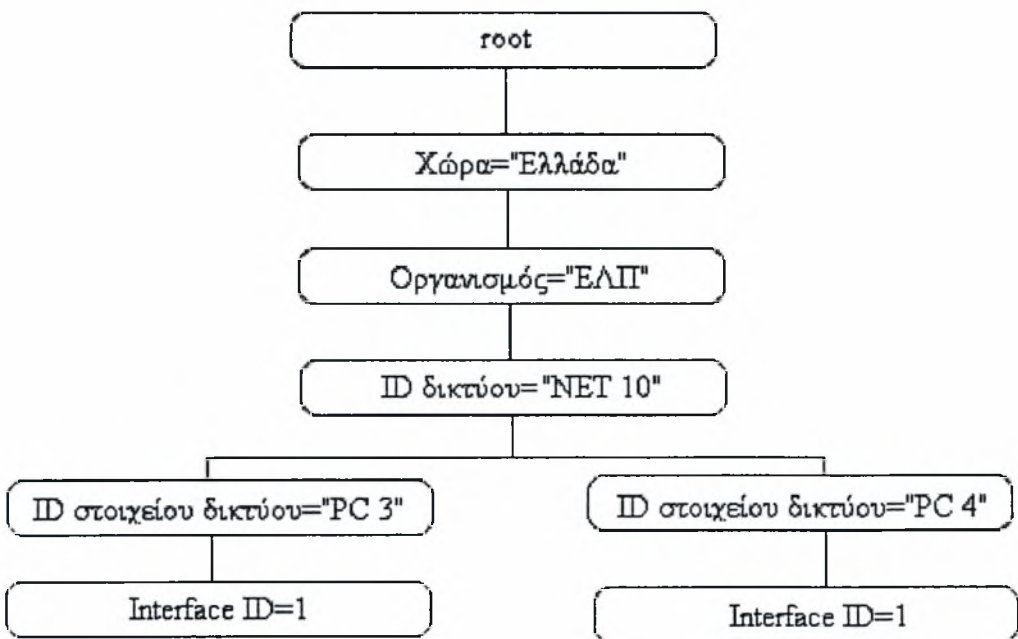 root
Χώρα="Ελλάδα"
Οργανισμός="ΕΛΠ"
ID δικτύου="NET 10"
ID στοιχείου δικτύου="PC 3"
ID στοιχείου δικτύου="PC 4"
Interface ID=1
Interface ID=1